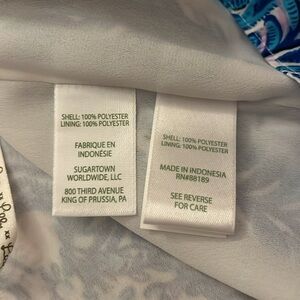 SHELL: 100% POLYESTER
LINING: 100% POLYESTER
FABRIQUE EN
INDONÉSIE
SUGARTOWN
WORLDWIDE, LLC
800 THIRD AVENUE
KING OF PRUSSIA, PA
SHELL: 100% POLYESTER
LINING: 100% POLYESTER
MADE IN INDONESIA
RN#88189
SEE REVERSE
FOR CARE